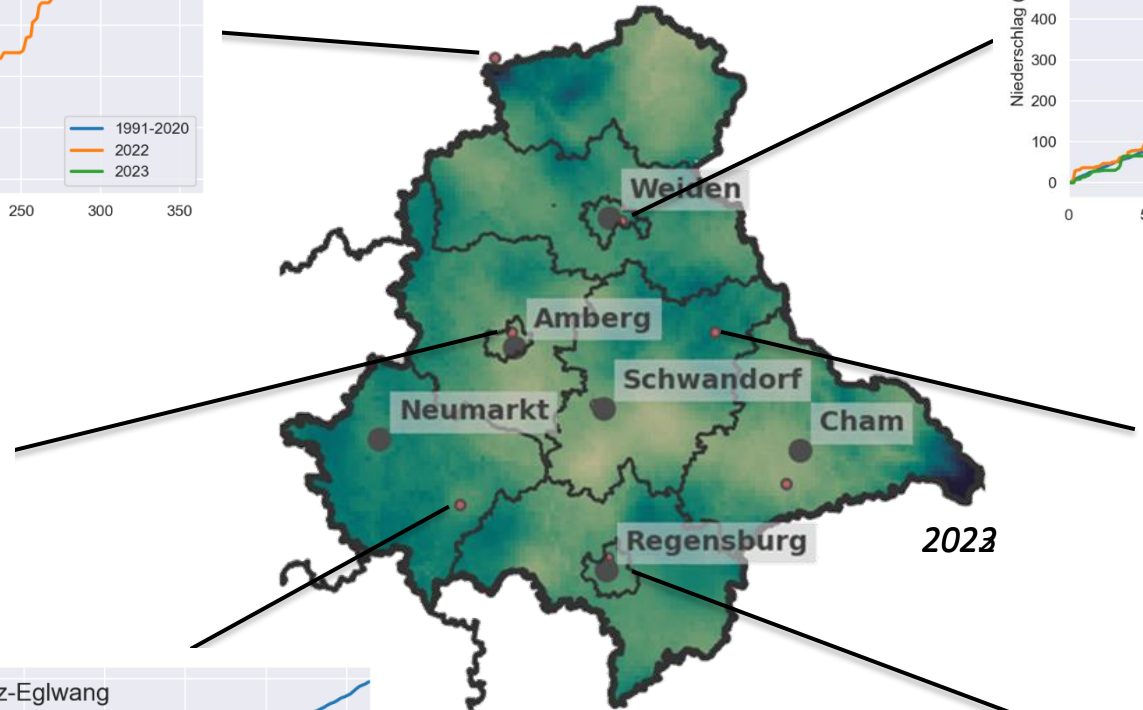 1991-2020
2022
2023
250 300 350
Niederschlag (
400
300
200
100
0
0
Weiden
Amberg
Schwandorf
Neumarkt
Cham
Regensburg
z-Eglwang